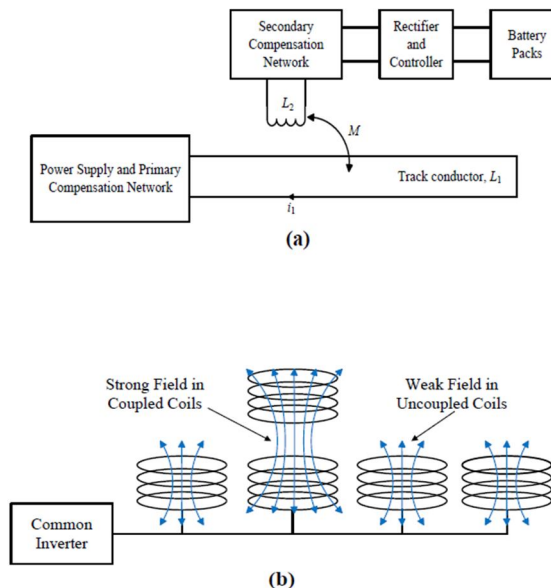 Secondary
Compensation
Network
Rectifier
and
Controller
Battery
Packs
L2
M
Power Supply and Primary
Compensation Network
Track conductor, L1
i1
(a)
Strong Field in
Coupled Coils
Weak Field in
Uncoupled Coils
Common
Inverter
(b)